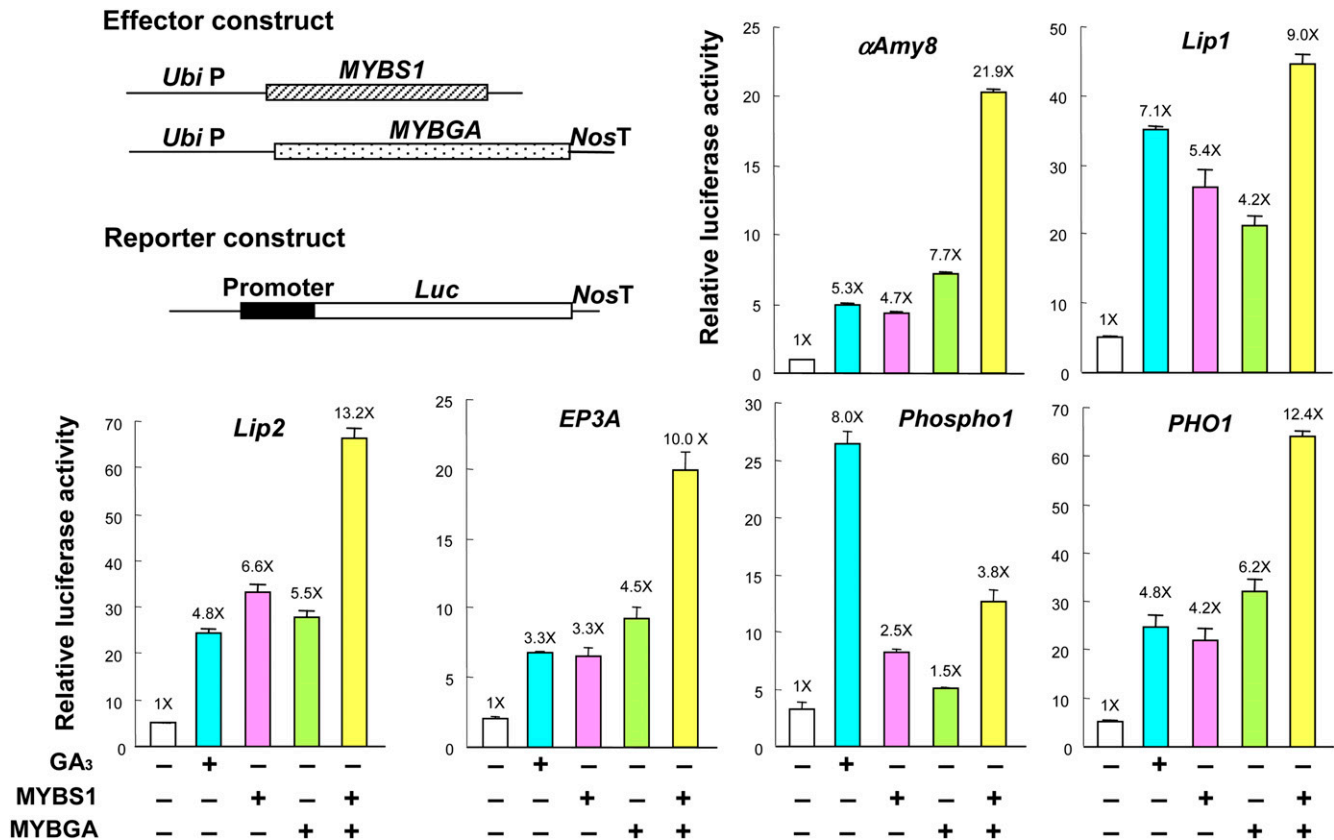 Effector construct
Ubi P
MYBS1
Ubi P
MYBGA
NosT
Reporter construct
Promoter
Luc
NosT
Relative luciferase activity
αAmy8
25
20
15
10
5
0
1X
5.3X
4.7X
7.7X
21.9X
Lip1
50
40
30
20
10
0
1X
7.1X
5.4X
4.2X
9.0X
Relative luciferase activity
Lip2
70
60
50
40
30
20
10
0
1X
4.8X
6.6X
5.5X
13.2X
EP3A
25
20
15
10
5
0
1X
3.3X
3.3X
4.5X
10.0 X
Phospho1
30
25
20
15
10
5
0
1X
8.0X
2.5X
1.5X
3.8X
PHO1
70
60
50
40
30
20
10
0
1X
4.8X
4.2X
6.2X
12.4X
GA3 – + – – – – + – – – – + – – – – + – – –
MYBS1 – – + – + – – + – + – – + – + – – + – +
MYBGA – – – + + – – – + + – – – + + – – – + +